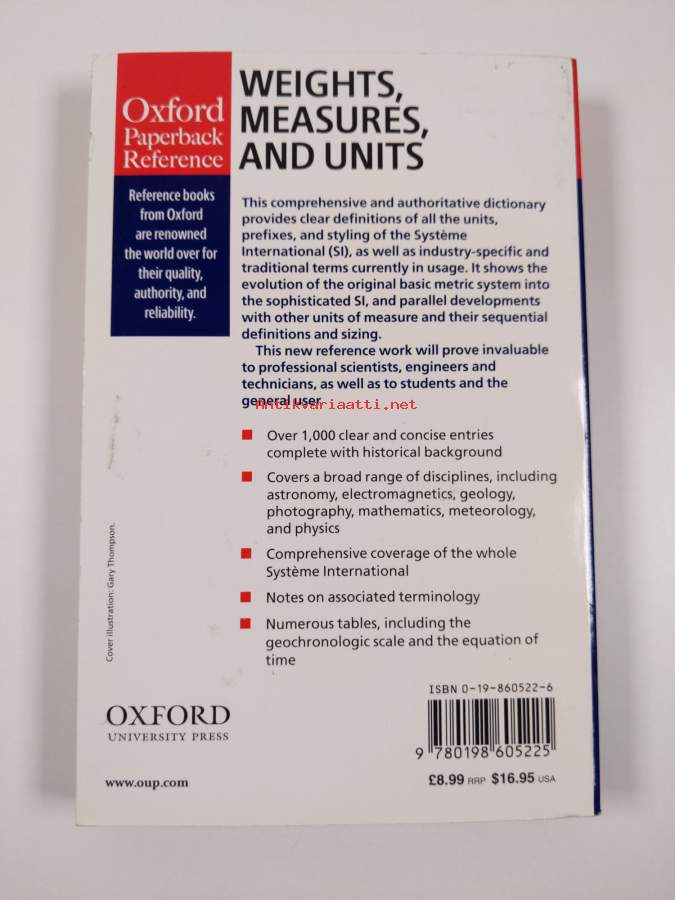 Oxford
Paperback
Reference
Reference books
from Oxford
are renowned
the world over for
their quality,
authority, and
reliability.
WEIGHTS,
MEASURES,
AND UNITS
This comprehensive and authoritative dictionary
provides clear definitions of all the units,
prefixes, and styling of the Système
International (SI), as well as industry-specific and
traditional terms currently in usage. It shows the
evolution of the original basic metric system into
the sophisticated SI, and parallel developments
with other units of measure and their sequential
definitions and sizing.
This new reference work will prove invaluable
to professional scientists, engineers and
technicians, as well as to students and the
general user.
antikvariaatti.net
Over 1,000 clear and concise entries
complete with historical background
Covers a broad range of disciplines, including
astronomy, electromagnetics, geology,
photography, mathematics, meteorology,
and physics
Comprehensive coverage of the whole
Système International
Notes on associated terminology
Numerous tables, including the
geochronologic scale and the equation of
time
Cover illustration: Gary Thompson.
OXFORD
UNIVERSITY PRESS
www.oup.com
ISBN 0-19-860522-6
9 780198 605225
£8.99 RRP $16.95 USA